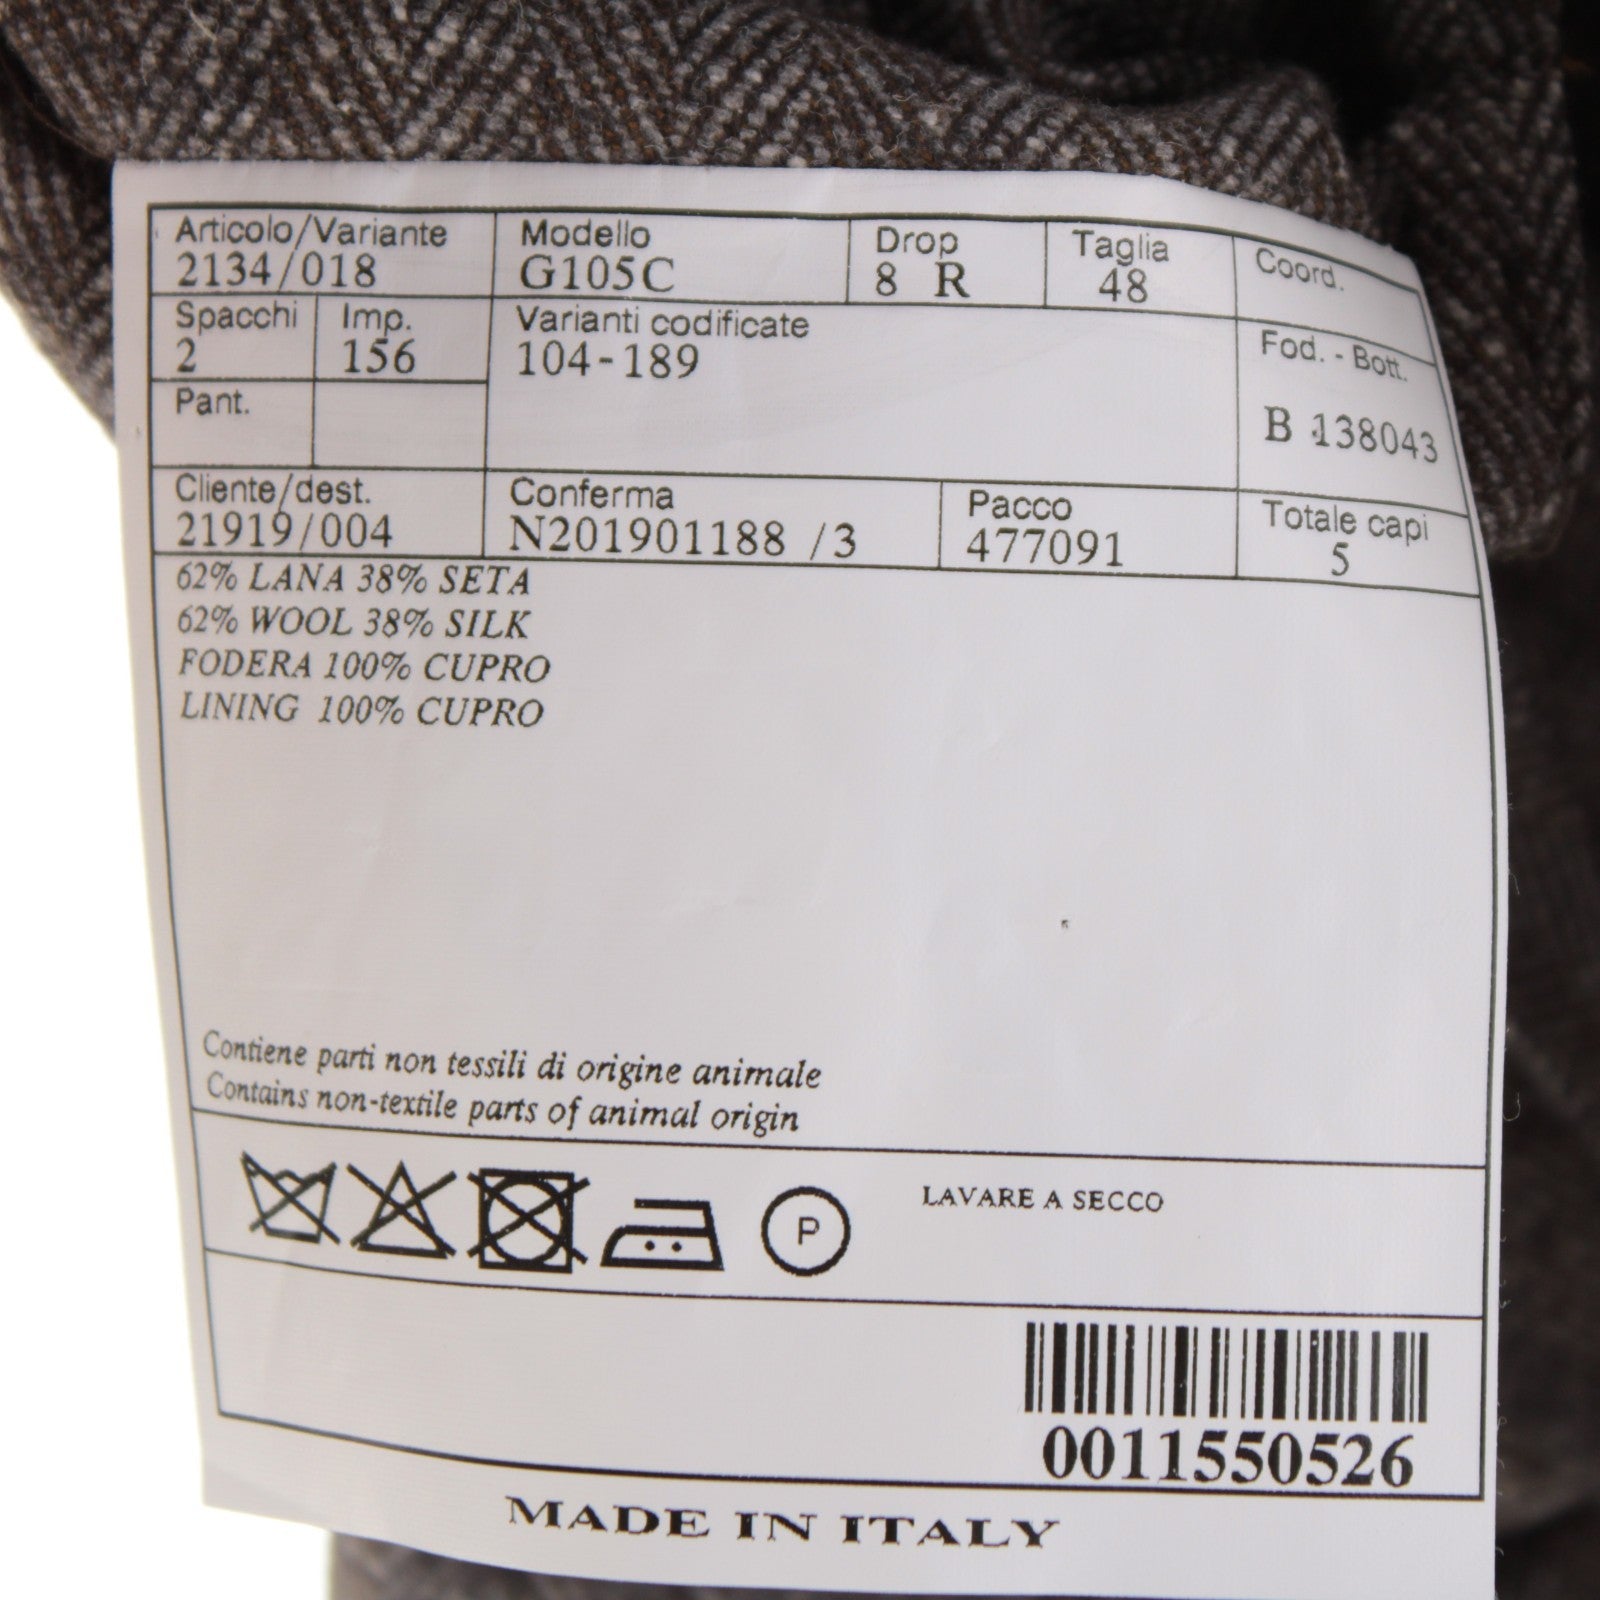 Articolo/Variante Modello Drop Taglia Coord.
2134/018 G105C 8 R 48
Spacchi Imp. Varianti codificate Fod. - Bott.
2 156 104-189
Pant. B 138043
Cliente/dest. Conferma Pacco Totale capi
21919/004 N201901188 /3 477091 5
62% LANA 38% SETA
62% WOOL 38% SILK
FODERA 100% CUPRO
LINING 100% CUPRO
Contiene parti non tessili di origine animale
Contains non-textile parts of animal origin
P LAVARE A SECCO
0011550526
MADE IN ITALY